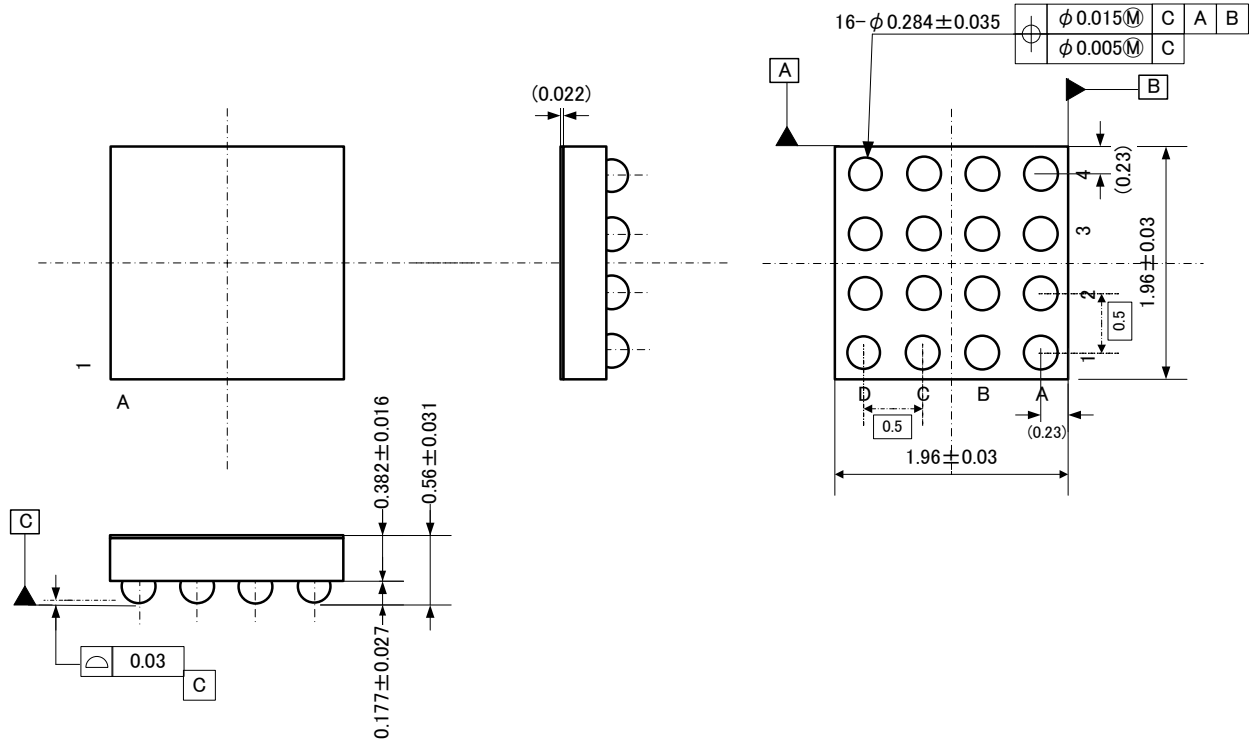 16-φ0.284±0.035
φ0.015Ⓜ C A B
φ0.005Ⓜ C
A
B
(0.022)
4
(0.23)
3
1.96±0.03
2
0.5
1
D C B A
0.5
(0.23)
1.96±0.03
1
A
0.382±0.016
0.56±0.031
C
0.177±0.027
0.03
C